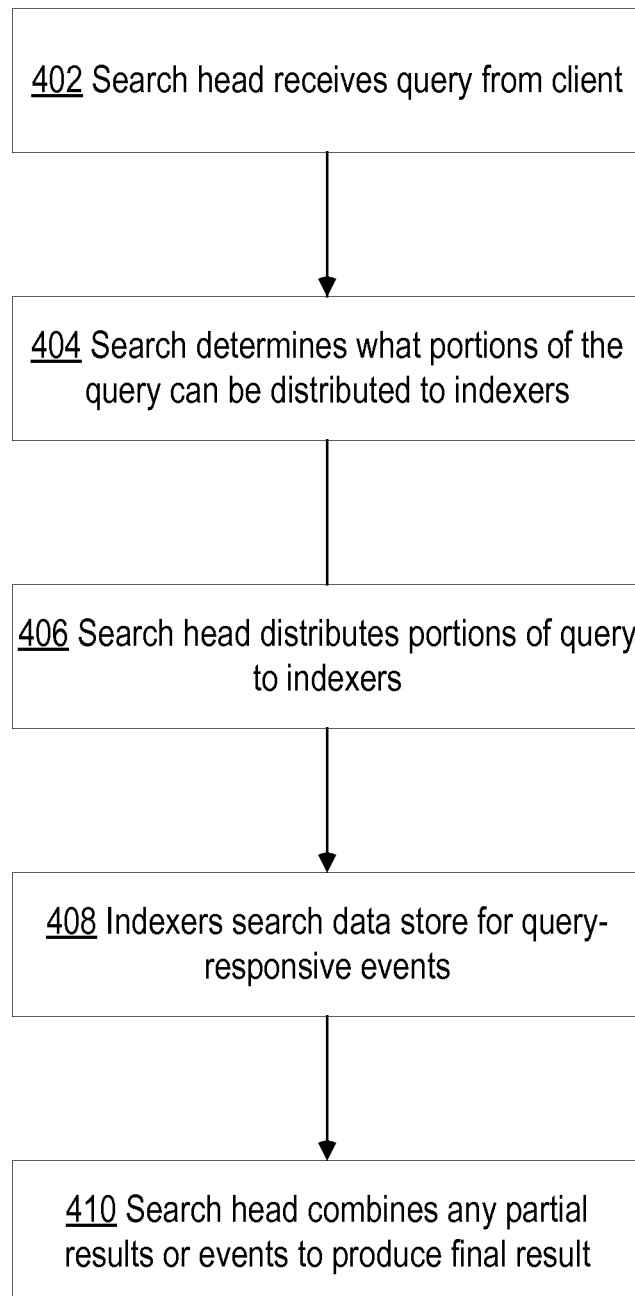 402 Search head receives query from client
404 Search determines what portions of the
query can be distributed to indexers
406 Search head distributes portions of query
to indexers
408 Indexers search data store for query-
responsive events
410 Search head combines any partial
results or events to produce final result